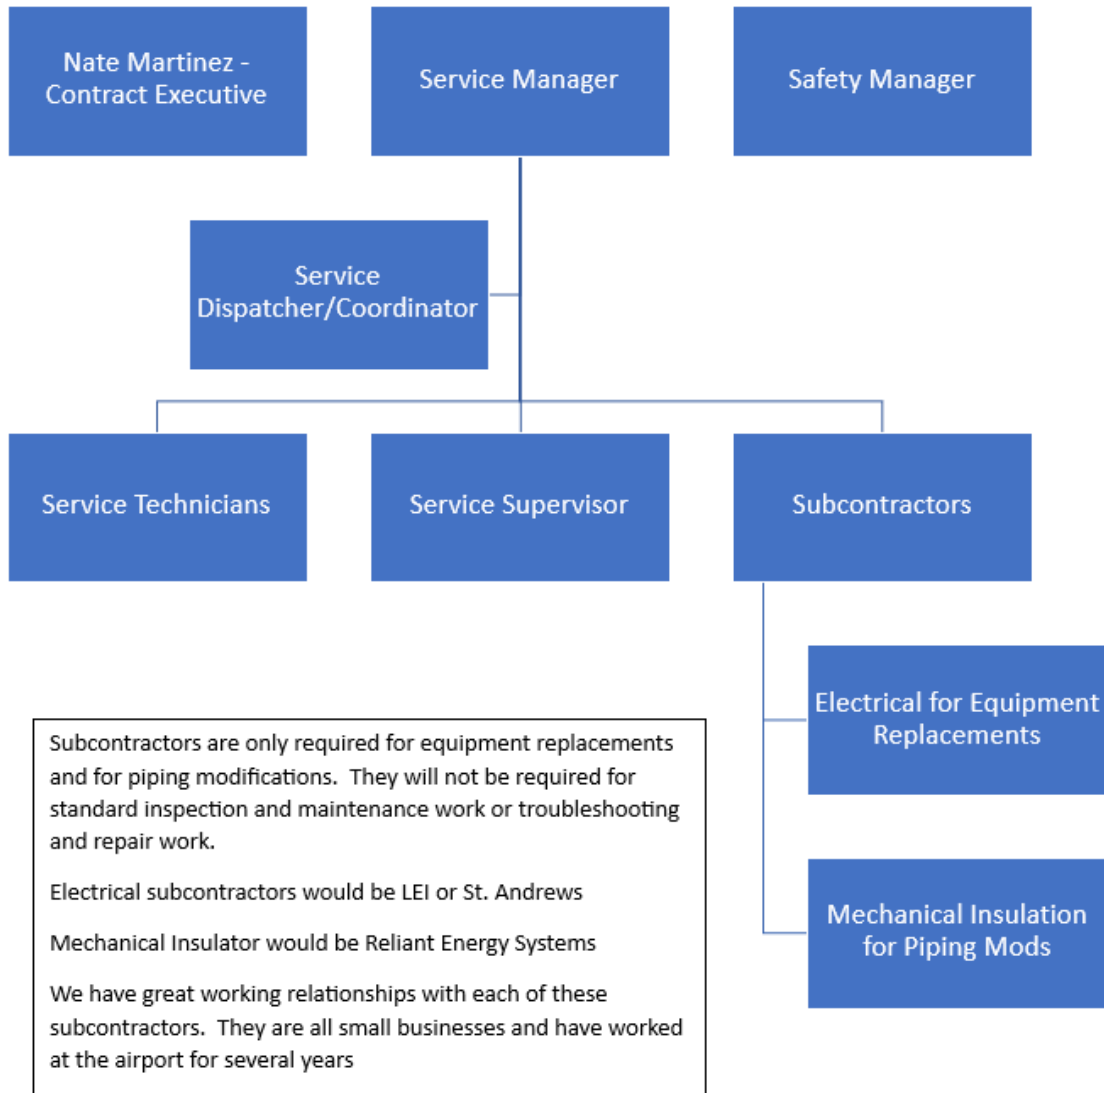 Nate Martinez -
Contract Executive
Service Manager
Safety Manager
Service
Dispatcher/Coordinator
Service Technicians
Service Supervisor
Subcontractors
Electrical for Equipment
Replacements
Mechanical Insulation
for Piping Mods
Subcontractors are only required for equipment replacements
and for piping modifications.  They will not be required for
standard inspection and maintenance work or troubleshooting
and repair work.
Electrical subcontractors would be LEI or St. Andrews
Mechanical Insulator would be Reliant Energy Systems
We have great working relationships with each of these
subcontractors.  They are all small businesses and have worked
at the airport for several years